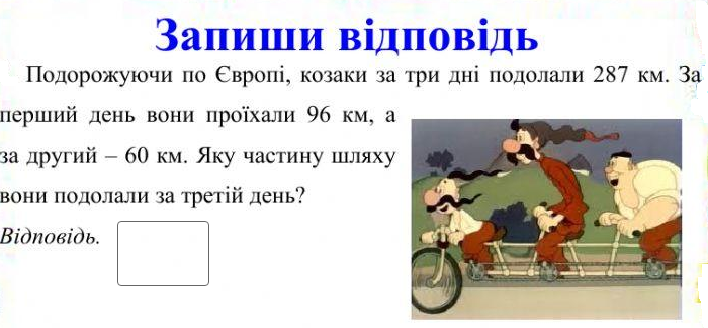 Запиши відповідь
Подорожуючи по Європі, козаки за три дні подолали 287 км. За
перший день вони проїхали 96 км, а
за другий – 60 км. Яку частину шляху
вони подолали за третій день?
Відповідь.